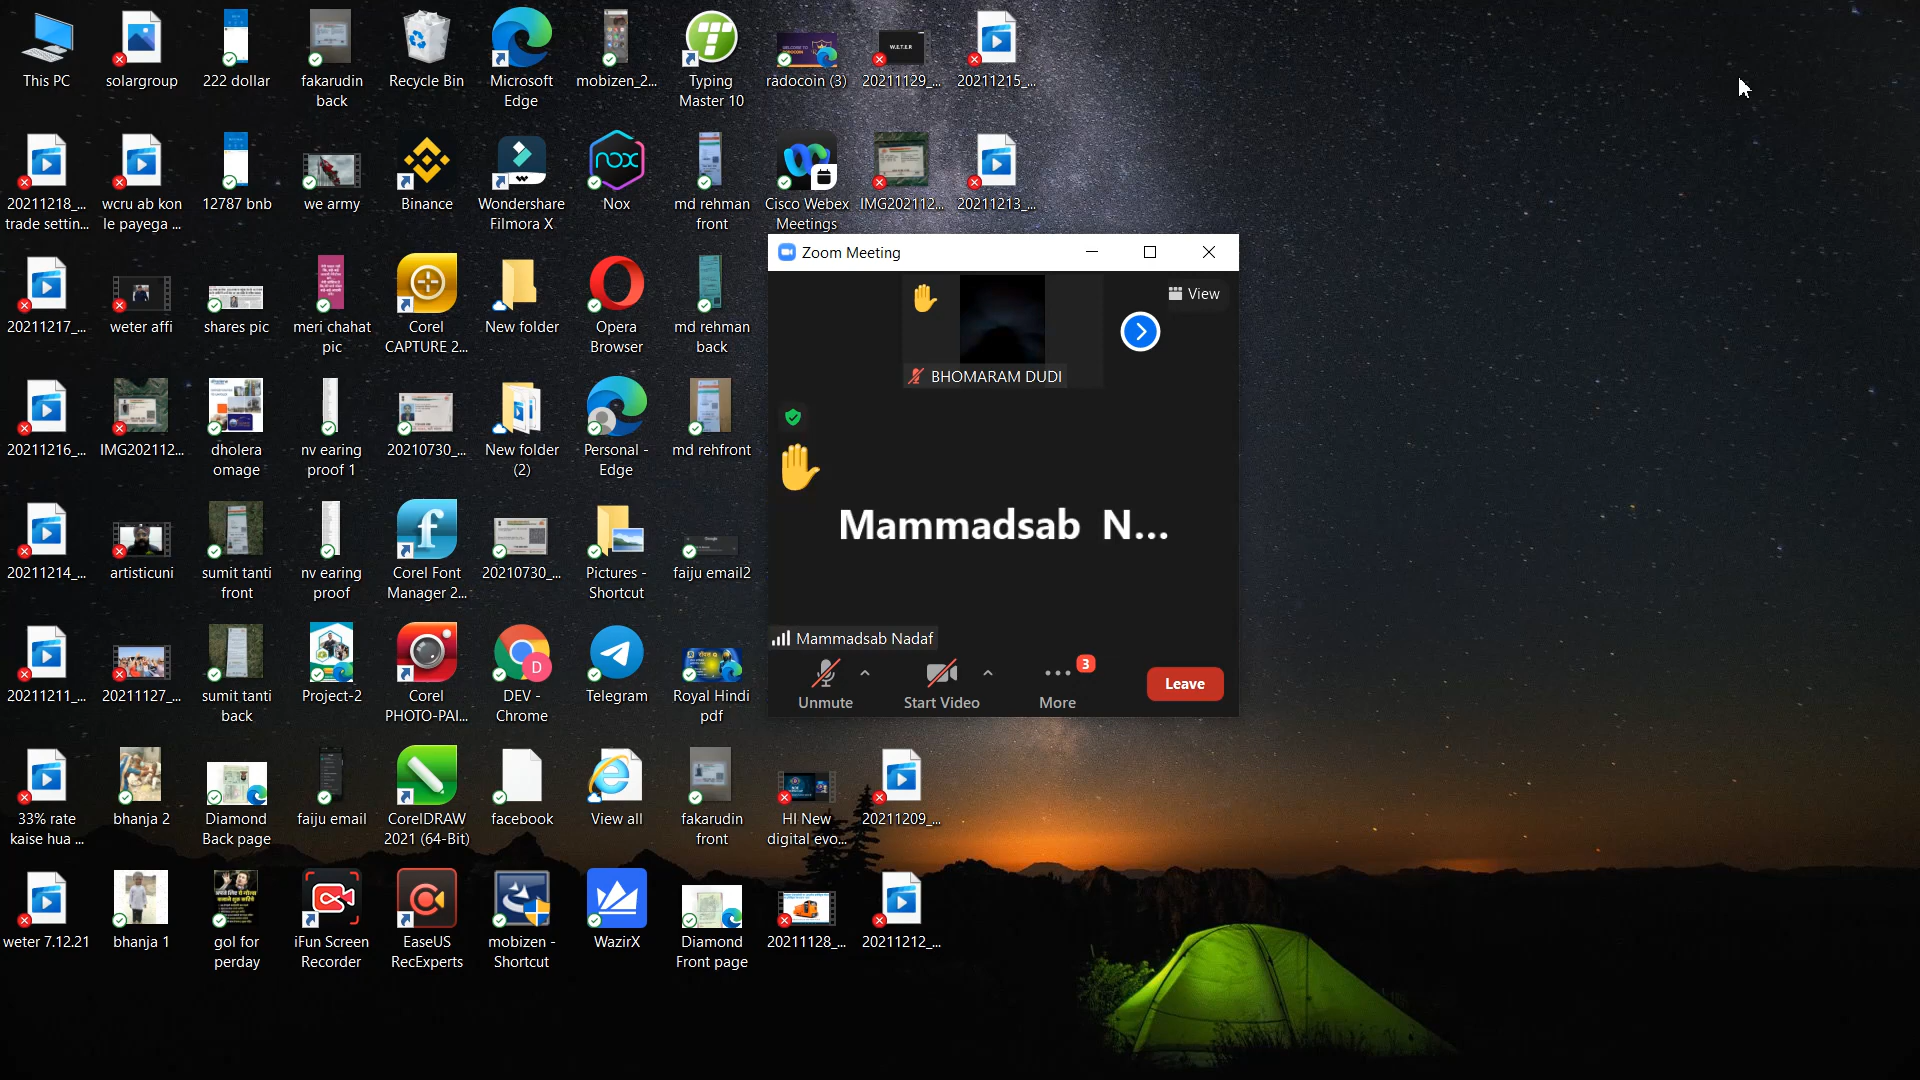 This PC
solargroup
222 dollar
fakarudin
back
Recycle Bin
Microsoft
Edge
mobizen_2...
Typing
Master 10
radocoin (3)
20211129_...
20211215_...
20211218_...
trade settin...
wcru ab kon
le payega ...
12787 bnb
we army
Binance
Wondershare
Filmora X
nox
Nox
md rehman
front
Cisco Webex
Meetings
IMG202112...
20211213_...
20211217_...
weter affi
shares pic
meri chahat
pic
Corel
CAPTURE 2...
New folder
Opera
Browser
md rehman
back
20211216_...
IMG202112...
dholera
omage
nv earing
proof 1
20210730_...
New folder
(2)
Personal -
Edge
md rehfront
20211214_...
artisticuni
sumit tanti
front
nv earing
proof
Corel Font
Manager 2...
20210730_...
Pictures -
Shortcut
faiju email2
20211211_...
20211127_...
sumit tanti
back
Project-2
Corel
PHOTO-PAI...
D
DEV -
Chrome
Telegram
Royal Hindi
pdf
33% rate
kaise hua ...
bhanja 2
Diamond
Back page
faiju email
CorelDRAW
2021 (64-Bit)
facebook
View all
fakarudin
front
HI New
digital evo...
20211209_...
weter 7.12.21
bhanja 1
gol for
perday
iFun Screen
Recorder
EaseUS
RecExperts
mobizen -
Shortcut
WazirX
Diamond
Front page
20211128_...
20211212_...
Zoom Meeting
View
BHOMARAM DUDI
Mammadsab N...
Mammadsab Nadaf
Unmute
Start Video
More
3
Leave